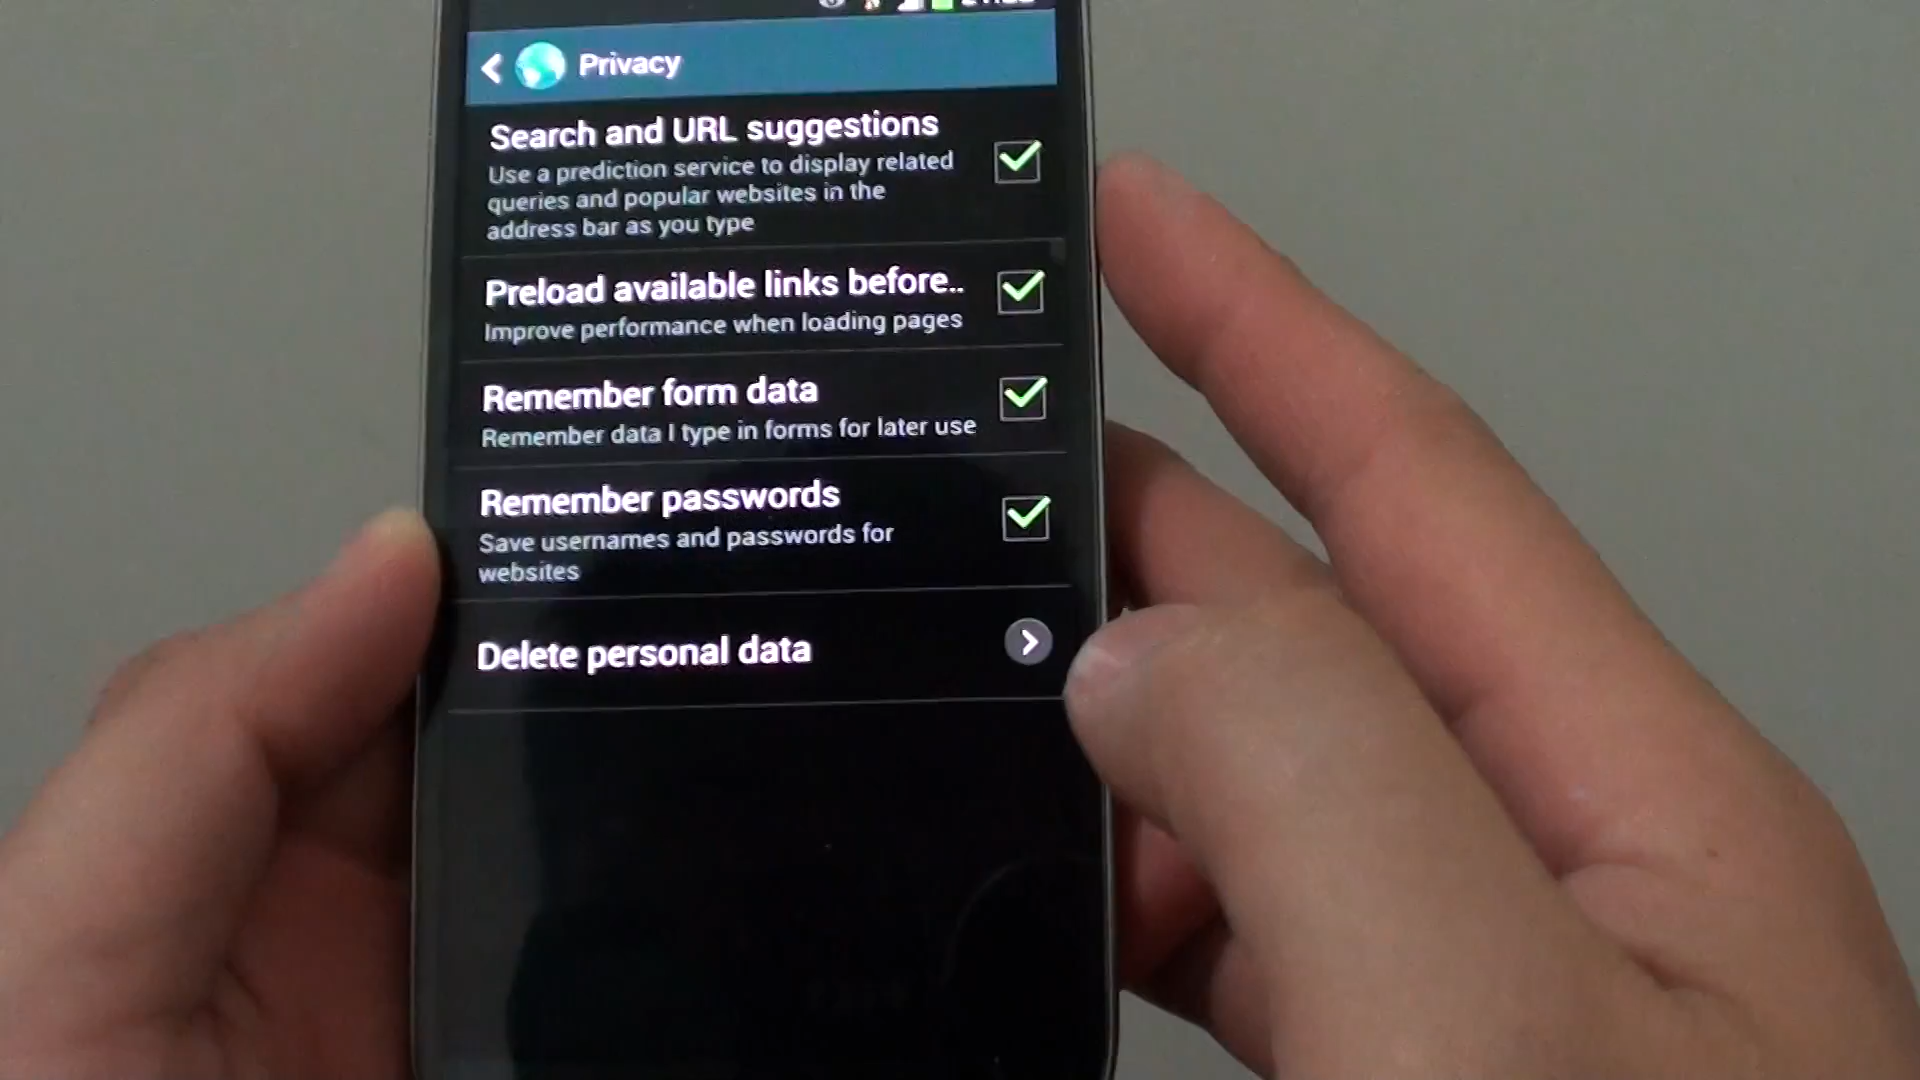 Privacy
Search and URL suggestions
Use a prediction service to display related
queries and popular websites in the
address bar as you type
Preload available links before..
Improve performance when loading pages
Remember form data
Remember data I type in forms for later use
Remember passwords
Save usernames and passwords for
websites
Delete personal data